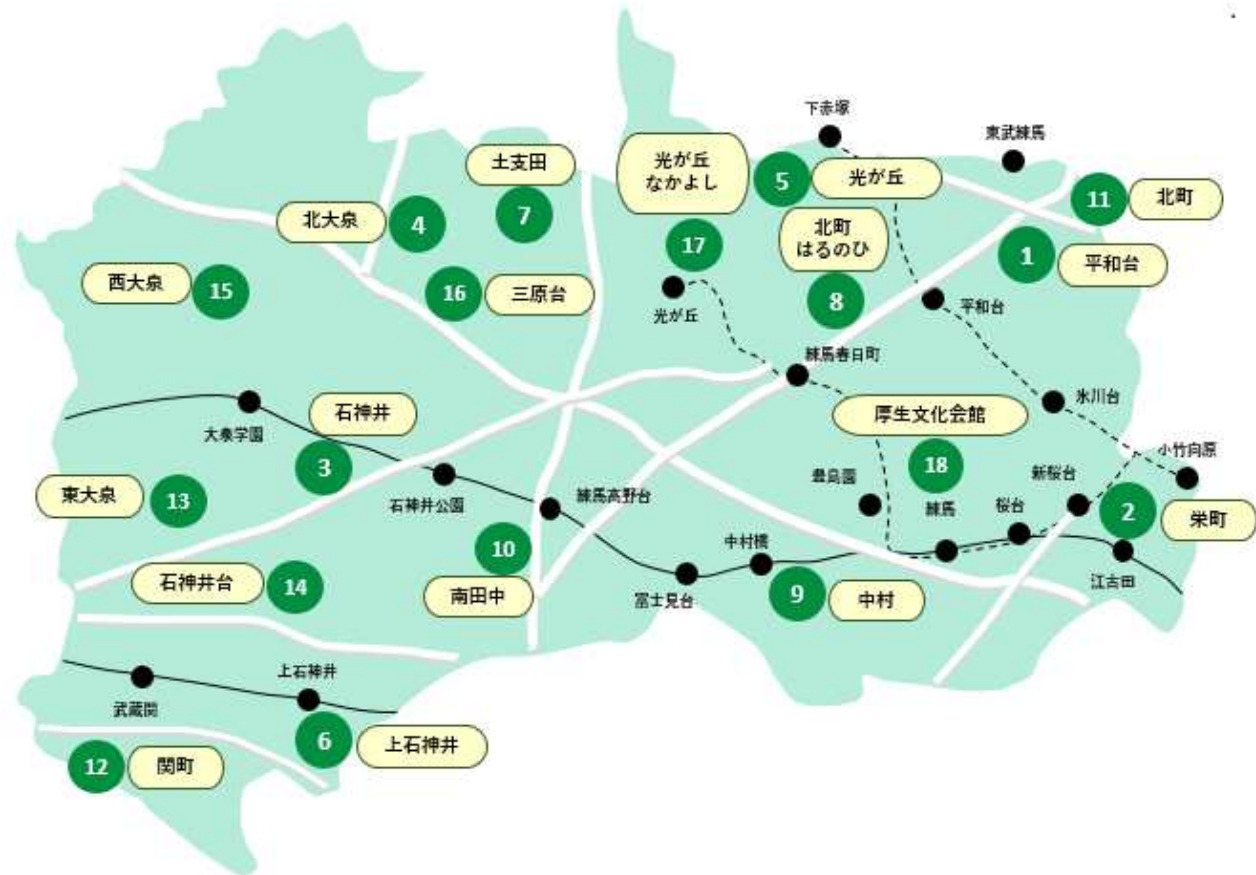 下赤塚
東武練馬
土支田
光が丘
なかよし
5
光が丘
11
北町
北大泉
4
7
17
北町
はるのひ
1
平和台
西大泉
15
16
三原台
光が丘
8
平和台
練馬春日町
大泉学園
石神井
3
石神井公園
厚生文化会館
氷川台
18
小竹向原
東大泉
13
練馬高野台
豊島園
練馬
桜台
新桜台
2
栄町
10
南田中
中村橋
富士見台
9
中村
江古田
石神井台
14
上石神井
武蔵関
6
上石神井
12
関町